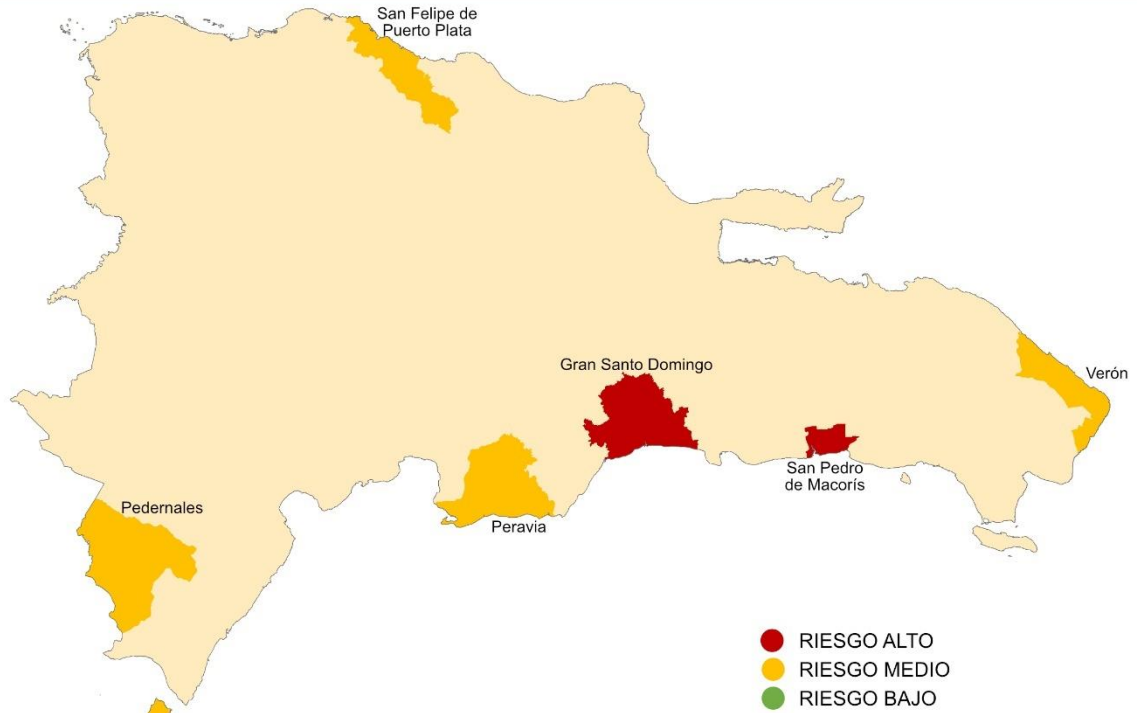 San Felipe de
Puerto Plata
Gran Santo Domingo
Verón
San Pedro
de Macorís
Pedernales
Peravia
RIESGO ALTO
RIESGO MEDIO
RIESGO BAJO